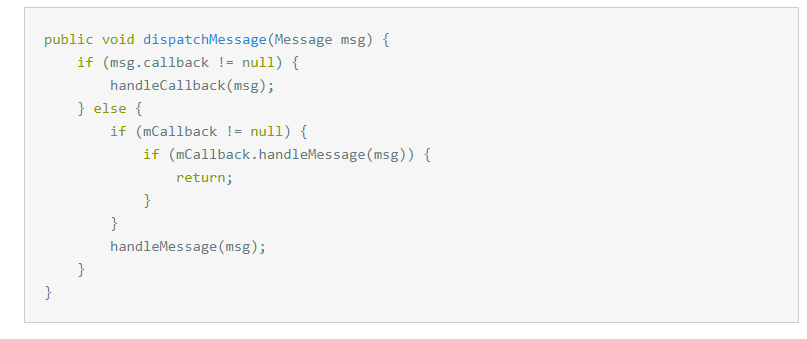 public void dispatchMessage(Message msg) {
    if (msg.callback != null) {
        handleCallback(msg);
    } else {
        if (mCallback != null) {
            if (mCallback.handleMessage(msg)) {
                return;
            }
        }
        handleMessage(msg);
    }
}